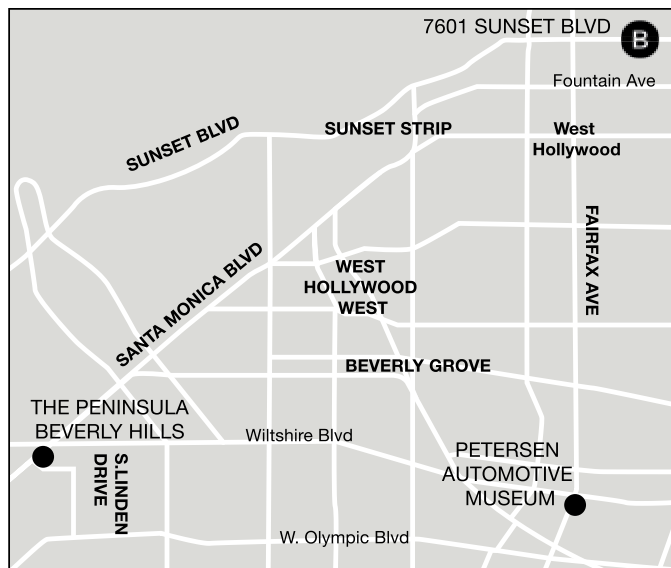 7601 SUNSET BLVD
B
Fountain Ave
SUNSET BLVD
SUNSET STRIP
West
Hollywood
FAIRFAX AVE
SANTA MONICA BLVD
WEST
HOLLYWOOD
WEST
BEVERLY GROVE
THE PENINSULA
BEVERLY HILLS
Wiltshire Blvd
S.LINDEN
DRIVE
PETERSEN
AUTOMOTIVE
MUSEUM
W. Olympic Blvd